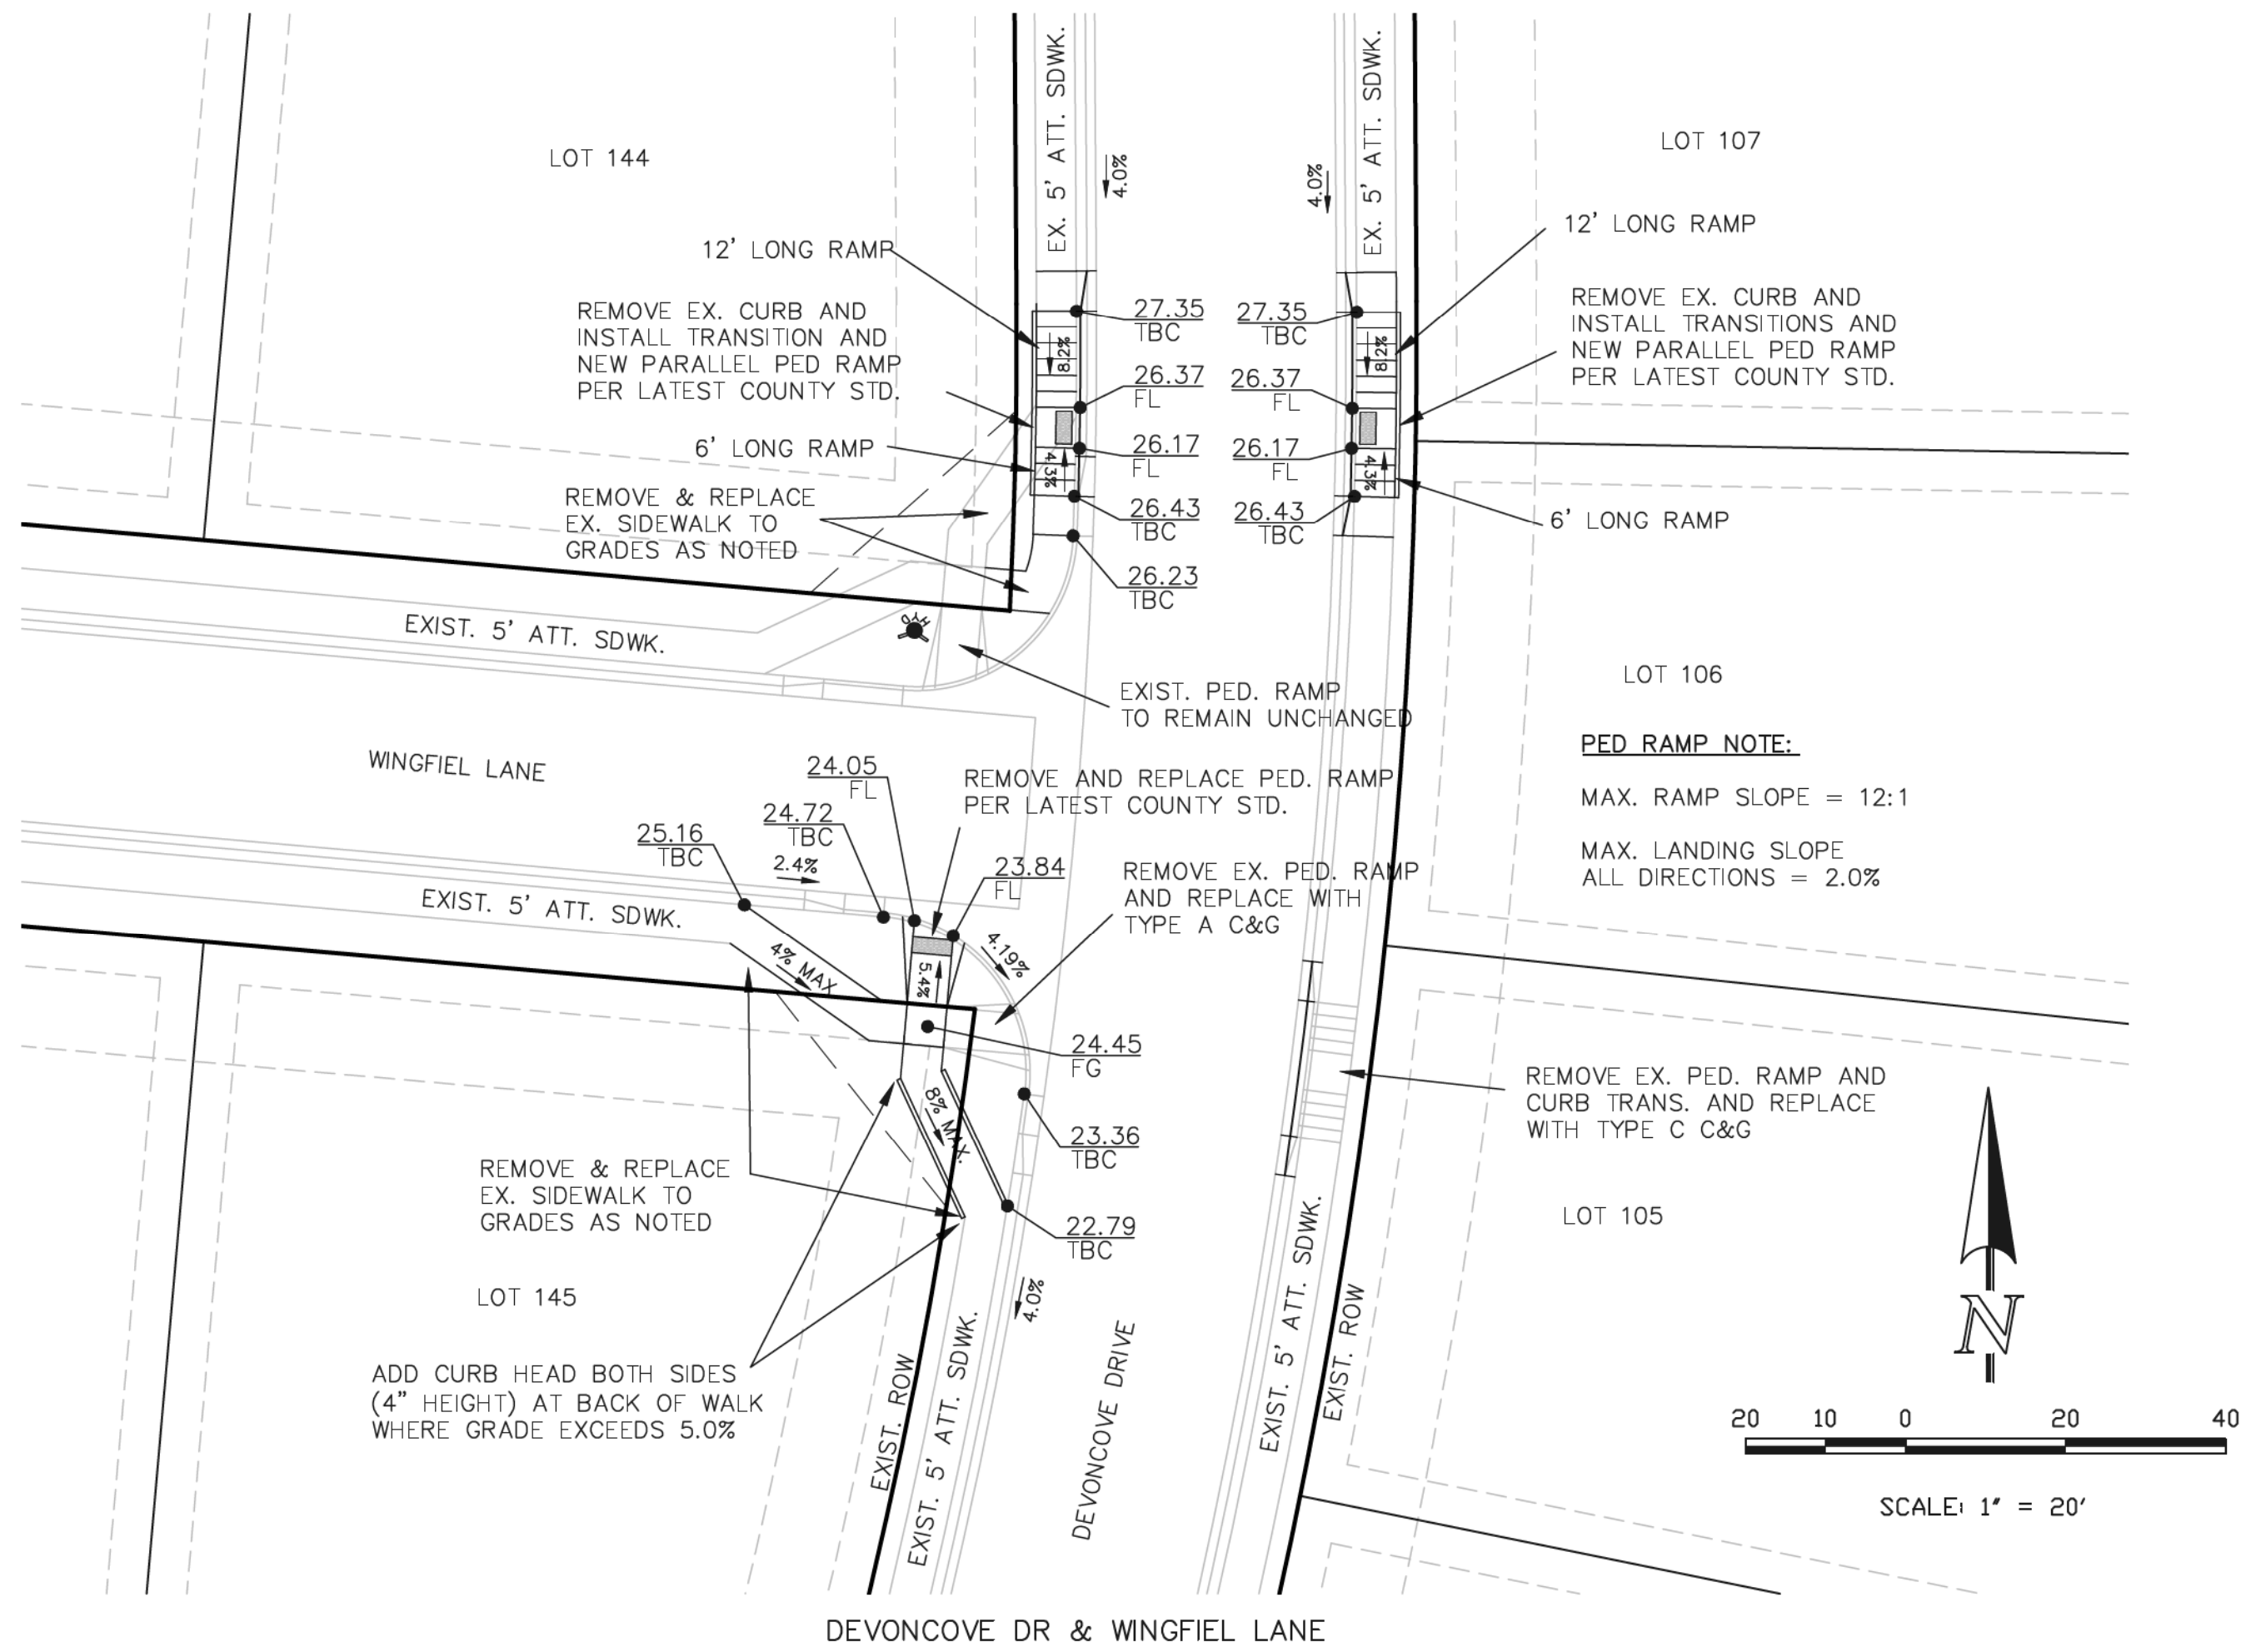 EX. 5' ATT. SDWK.
EX. 5' ATT. SDWK.
LOT 107
LOT 144
4.0%
4.0%
12' LONG RAMP
12' LONG RAMP
REMOVE EX. CURB AND
INSTALL TRANSITION AND
NEW PARALLEL PED RAMP
PER LATEST COUNTY STD.
27.35
TBC
27.35
TBC
REMOVE EX. CURB AND
INSTALL TRANSITIONS AND
NEW PARALLEL PED RAMP
PER LATEST COUNTY STD.
8.2%
8.2%
26.37
FL
26.37
FL
6' LONG RAMP
26.17
FL
26.17
FL
4.3%
4.3%
REMOVE & REPLACE
EX. SIDEWALK TO
GRADES AS NOTED
26.43
TBC
26.43
TBC
6' LONG RAMP
26.23
TBC
EXIST. 5' ATT. SDWK.
HYD
EXIST. PED. RAMP
TO REMAIN UNCHANGED
LOT 106
PED RAMP NOTE:
MAX. RAMP SLOPE = 12:1
MAX. LANDING SLOPE
ALL DIRECTIONS = 2.0%
WINGFIEL LANE
24.05
FL
REMOVE AND REPLACE PED. RAMP
PER LATEST COUNTY STD.
24.72
TBC
25.16
TBC
2.4%
23.84
FL
REMOVE EX. PED. RAMP
AND REPLACE WITH
TYPE A C&G
EXIST. 5' ATT. SDWK.
4% MAX
5.4%
4.19%
24.45
FG
8% MAX.
23.36
TBC
REMOVE EX. PED. RAMP AND
CURB TRANS. AND REPLACE
WITH TYPE C C&G
REMOVE & REPLACE
EX. SIDEWALK TO
GRADES AS NOTED
22.79
TBC
LOT 105
LOT 145
4.0%
ADD CURB HEAD BOTH SIDES
(4" HEIGHT) AT BACK OF WALK
WHERE GRADE EXCEEDS 5.0%
EXIST. ROW
EXIST. 5' ATT. SDWK.
DEVONCOVE DRIVE
EXIST. 5' ATT. SDWK.
EXIST. ROW
N
20 10 0 20 40
SCALE: 1" = 20'
DEVONCOVE DR & WINGFIEL LANE